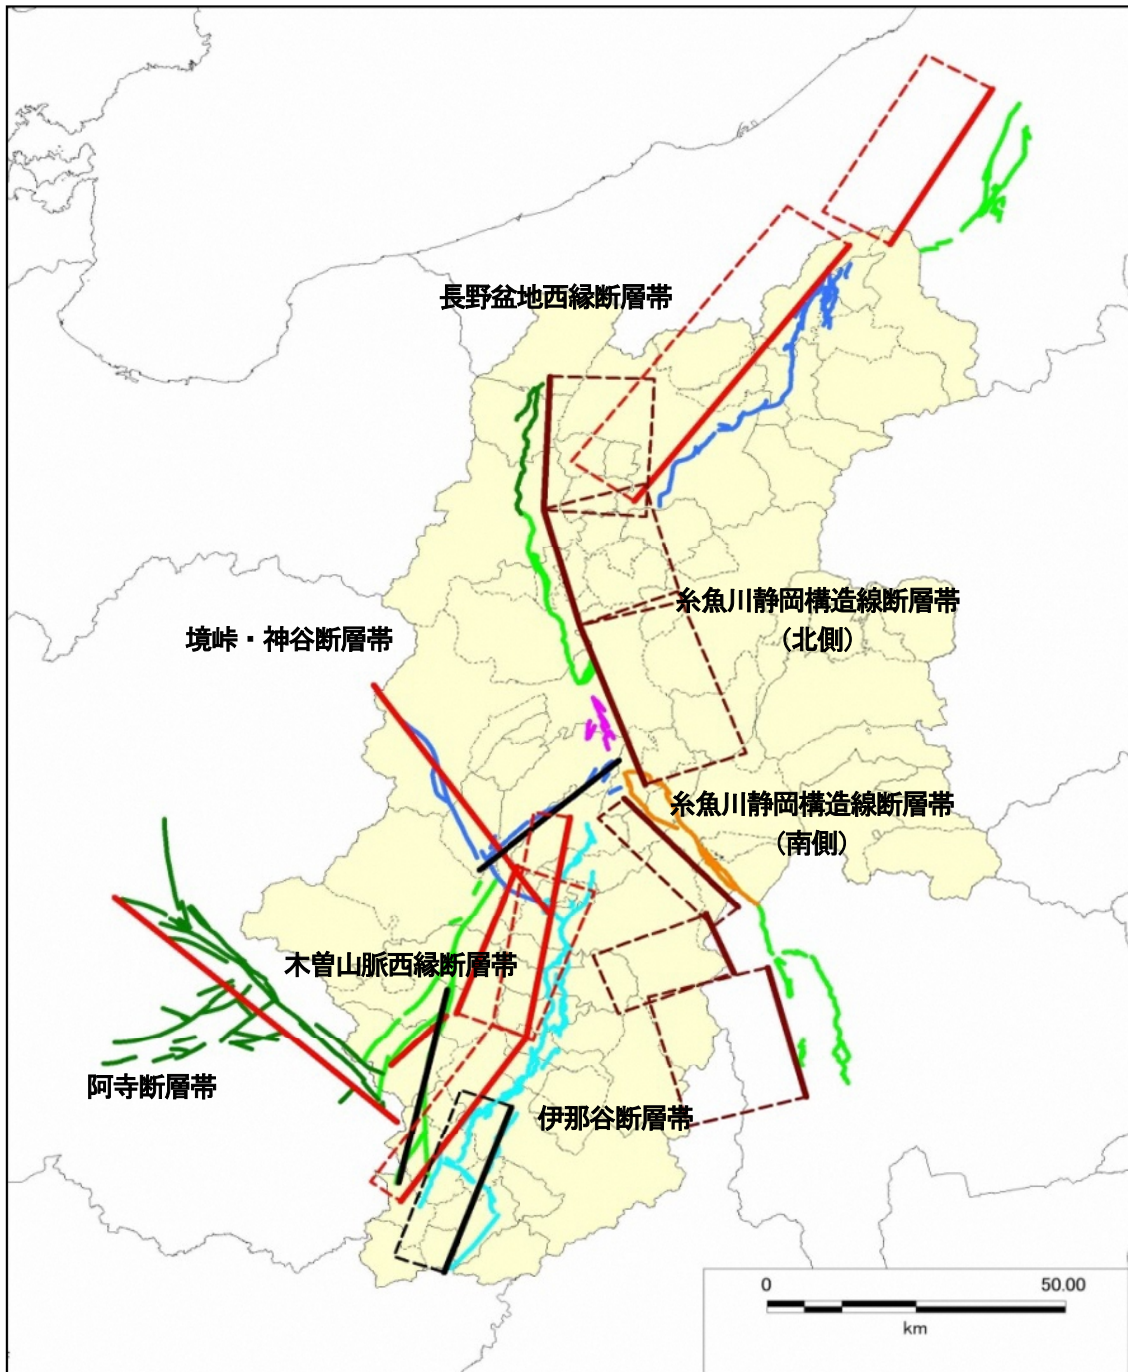 長野盆地西縁断層帯
糸魚川静岡構造線断層帯
（北側）
境峠・神谷断層帯
糸魚川静岡構造線断層帯
（南側）
木曽山脈西縁断層帯
阿寺断層帯
伊那谷断層帯
0 50.00
km